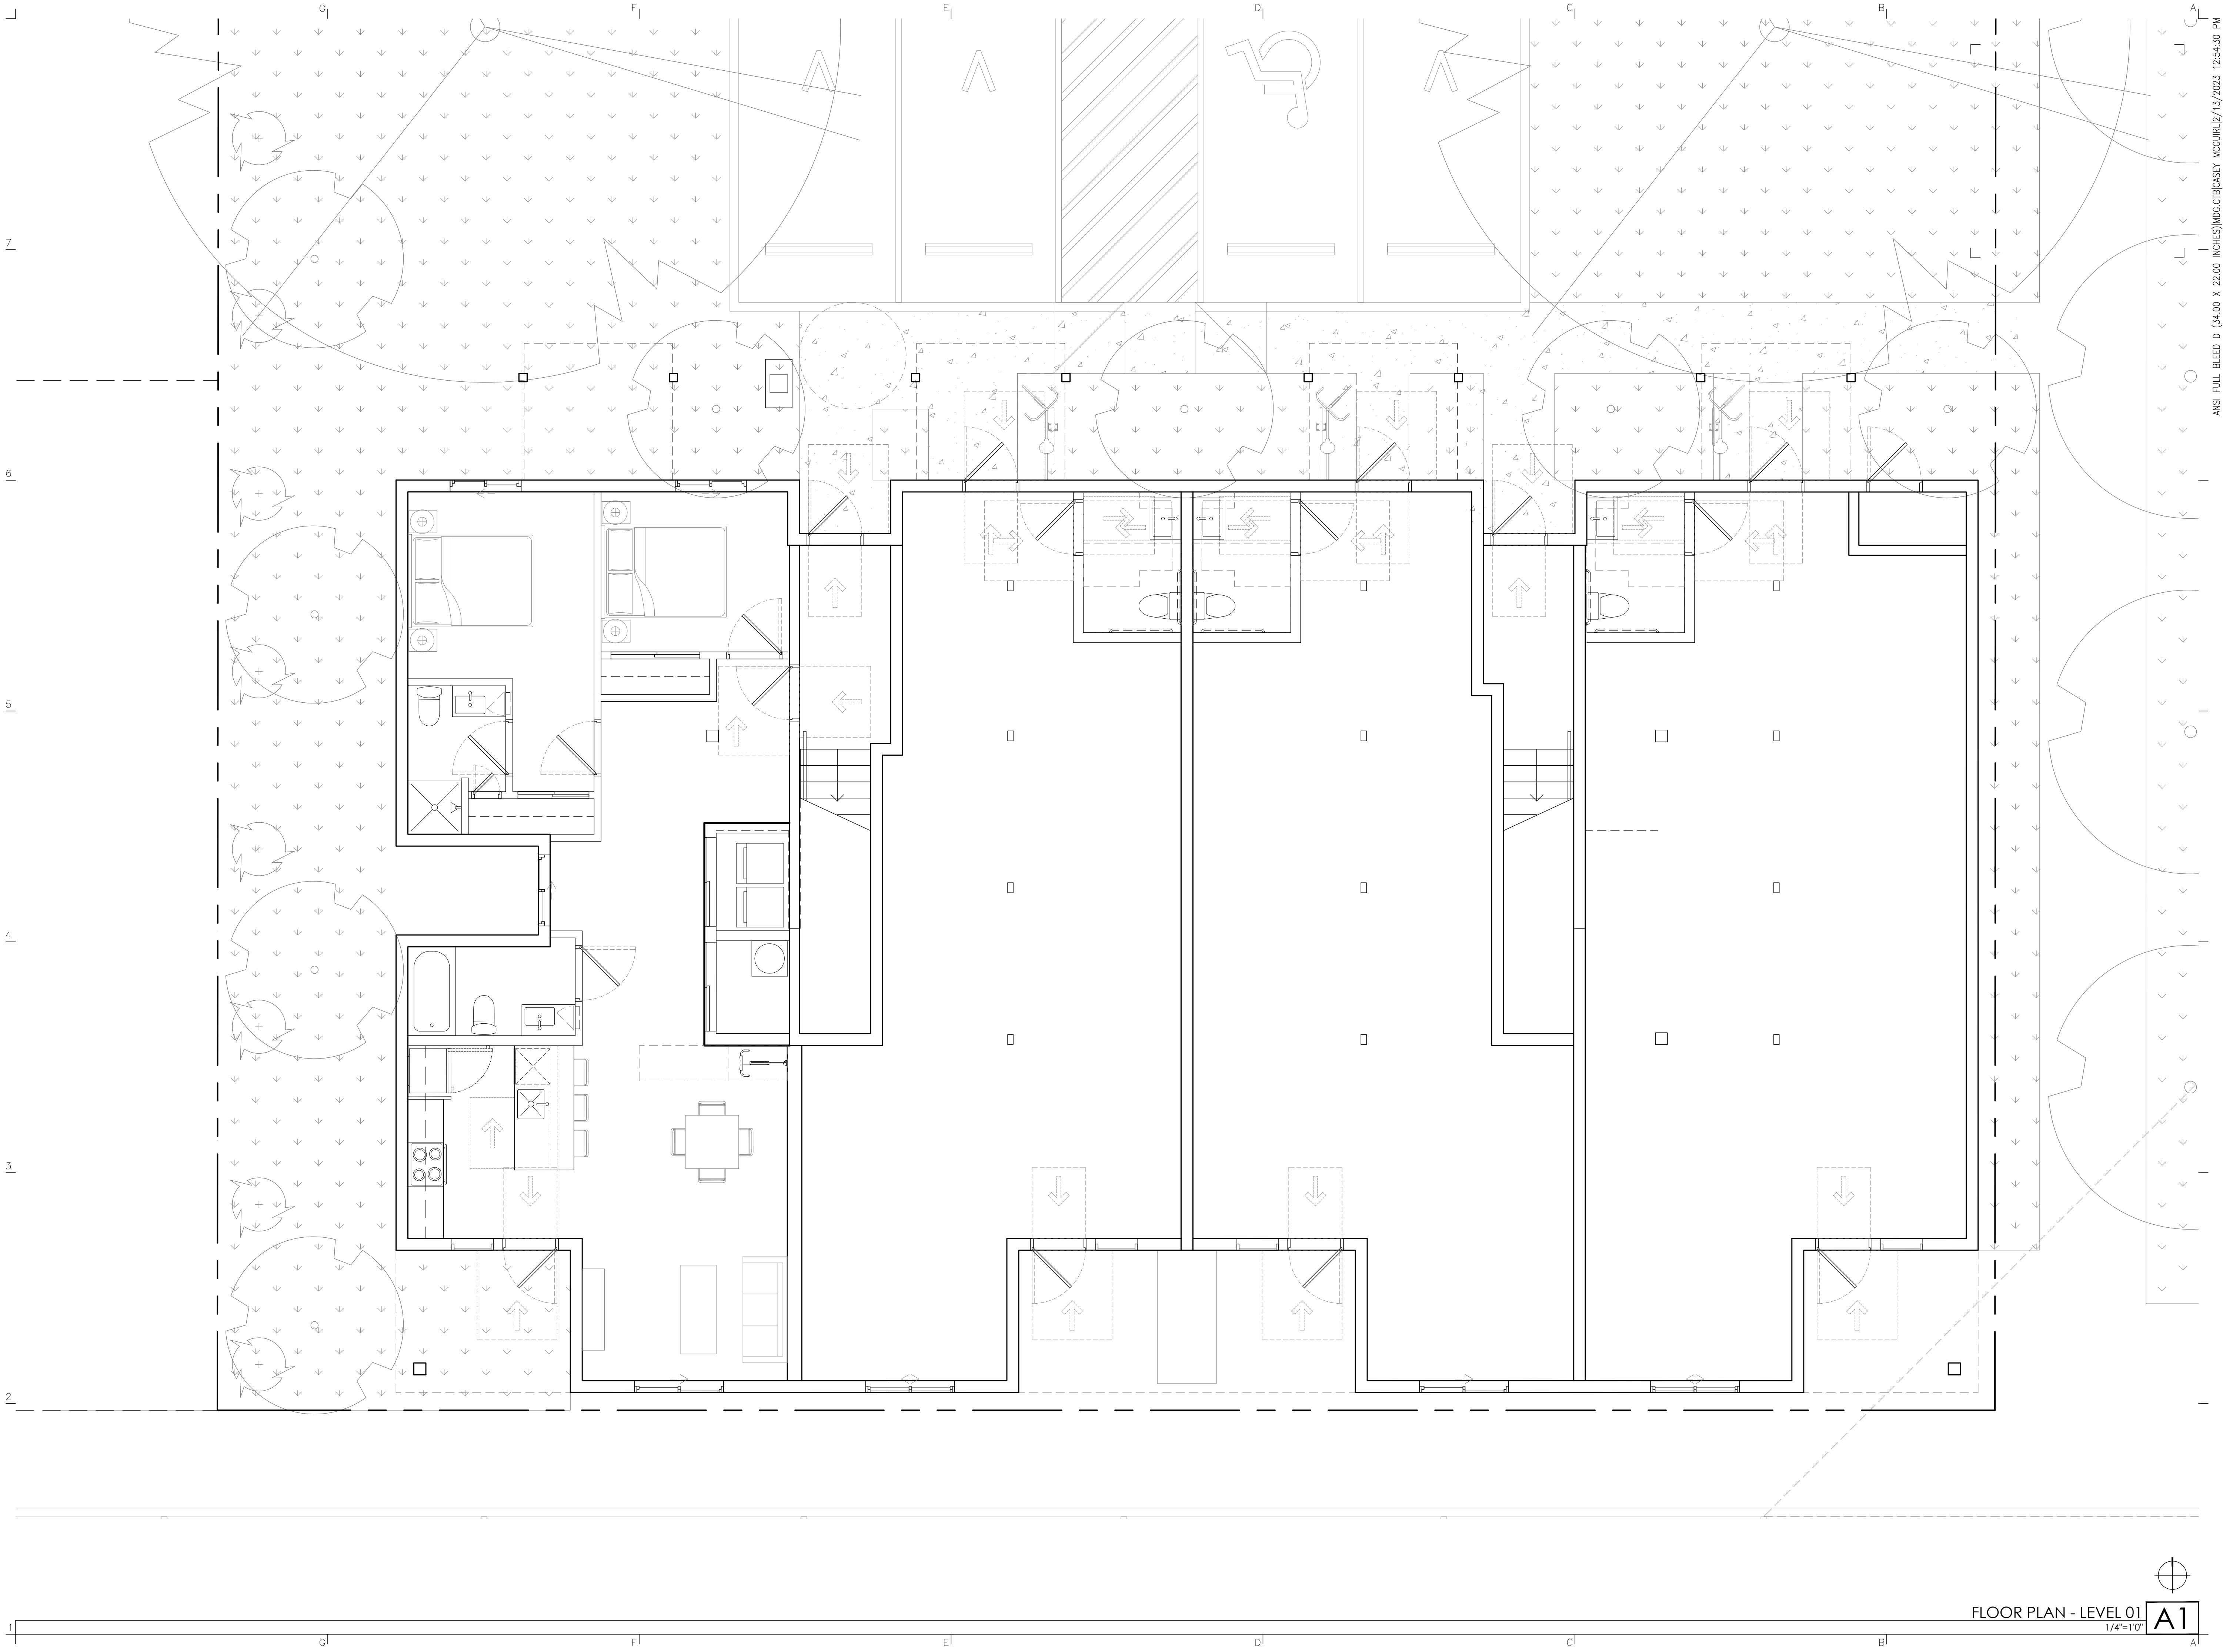 G F E D C B A
ANSI FULL BLEED D (34.00 X 22.00 INCHES)|MDG.CTB|CASEY MCGUIRL|2/13/2023 12:54:30 PM
7
6
5
4
3
2
FLOOR PLAN - LEVEL 01
1/4"=1'0"
A1
1
G F E D C B A